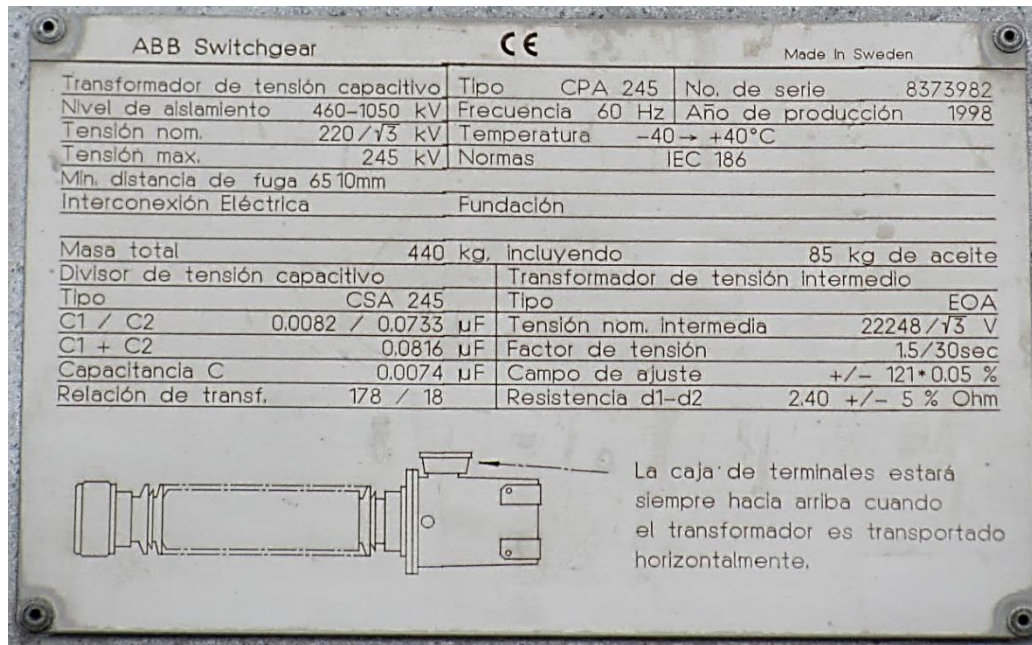 ABB Switchgear CE Made in Sweden
Transformador de tensión capacitivo Tipo CPA 245 No. de serie 8373982
Nivel de aislamiento 460-1050 kV Frecuencia 60 Hz Año de producción 1998
Tensión nom. 220/√3 kV Temperatura -40 → +40°C
Tensión max. 245 kV Normas IEC 186
Min. distancia de fuga 6510mm
Interconexión Eléctrica Fundación
Masa total 440 kg, incluyendo 85 kg de aceite
Divisor de tensión capacitivo Transformador de tensión intermedio
Tipo CSA 245 Tipo EOA
C1 / C2 0.0082 / 0.0733 µF Tensión nom. intermedia 22248/√3 V
C1 + C2 0.0816 µF Factor de tensión 1.5/30sec
Capacitancia C 0.0074 µF Campo de ajuste +/- 121*0.05 %
Relación de transf. 178 / 18 Resistencia d1-d2 2.40 +/- 5 % Ohm
La caja de terminales estará
siempre hacia arriba cuando
el transformador es transportado
horizontalmente.